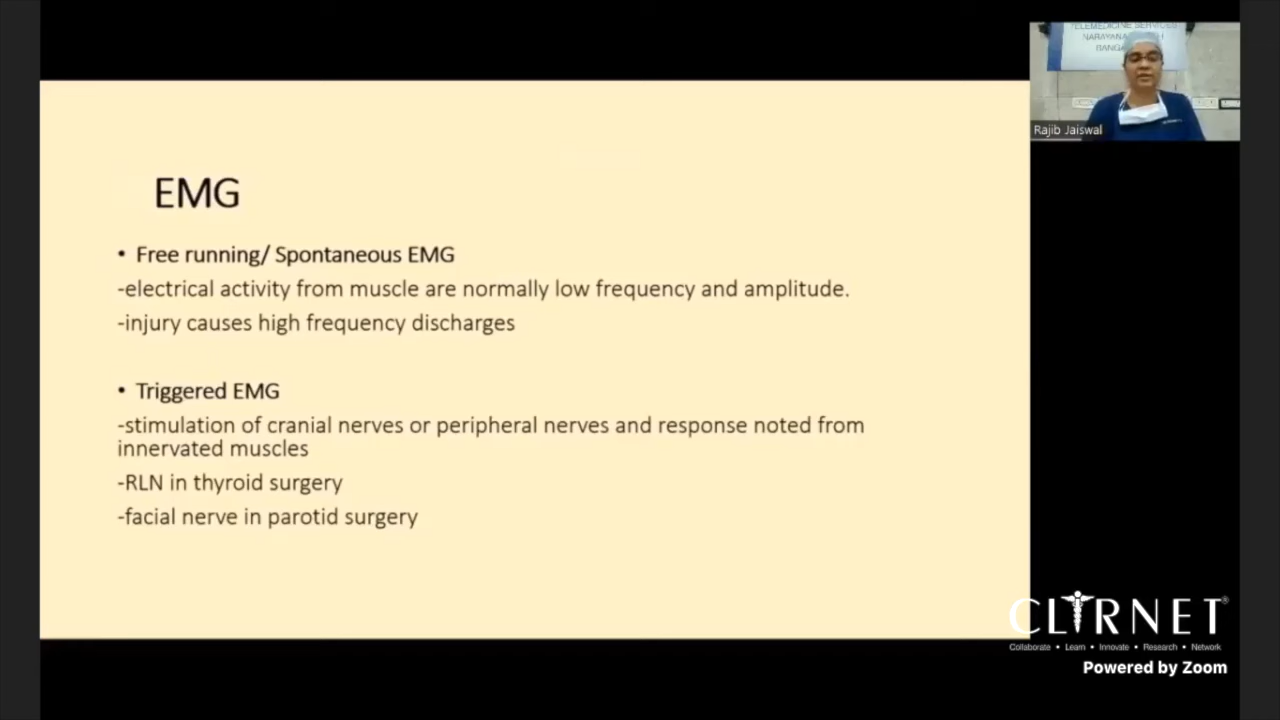 TELEMEDICINE SERVICES
Rajib Jaiswal
EMG
• Free running/ Spontaneous EMG
-electrical activity from muscle are normally low frequency and amplitude.
-injury causes high frequency discharges
• Triggered EMG
-stimulation of cranial nerves or peripheral nerves and response noted from
innervated muscles
-RLN in thyroid surgery
-facial nerve in parotid surgery
CLIRNET®
Collaborate • Learn • Innovate • Research • Network
Powered by Zoom